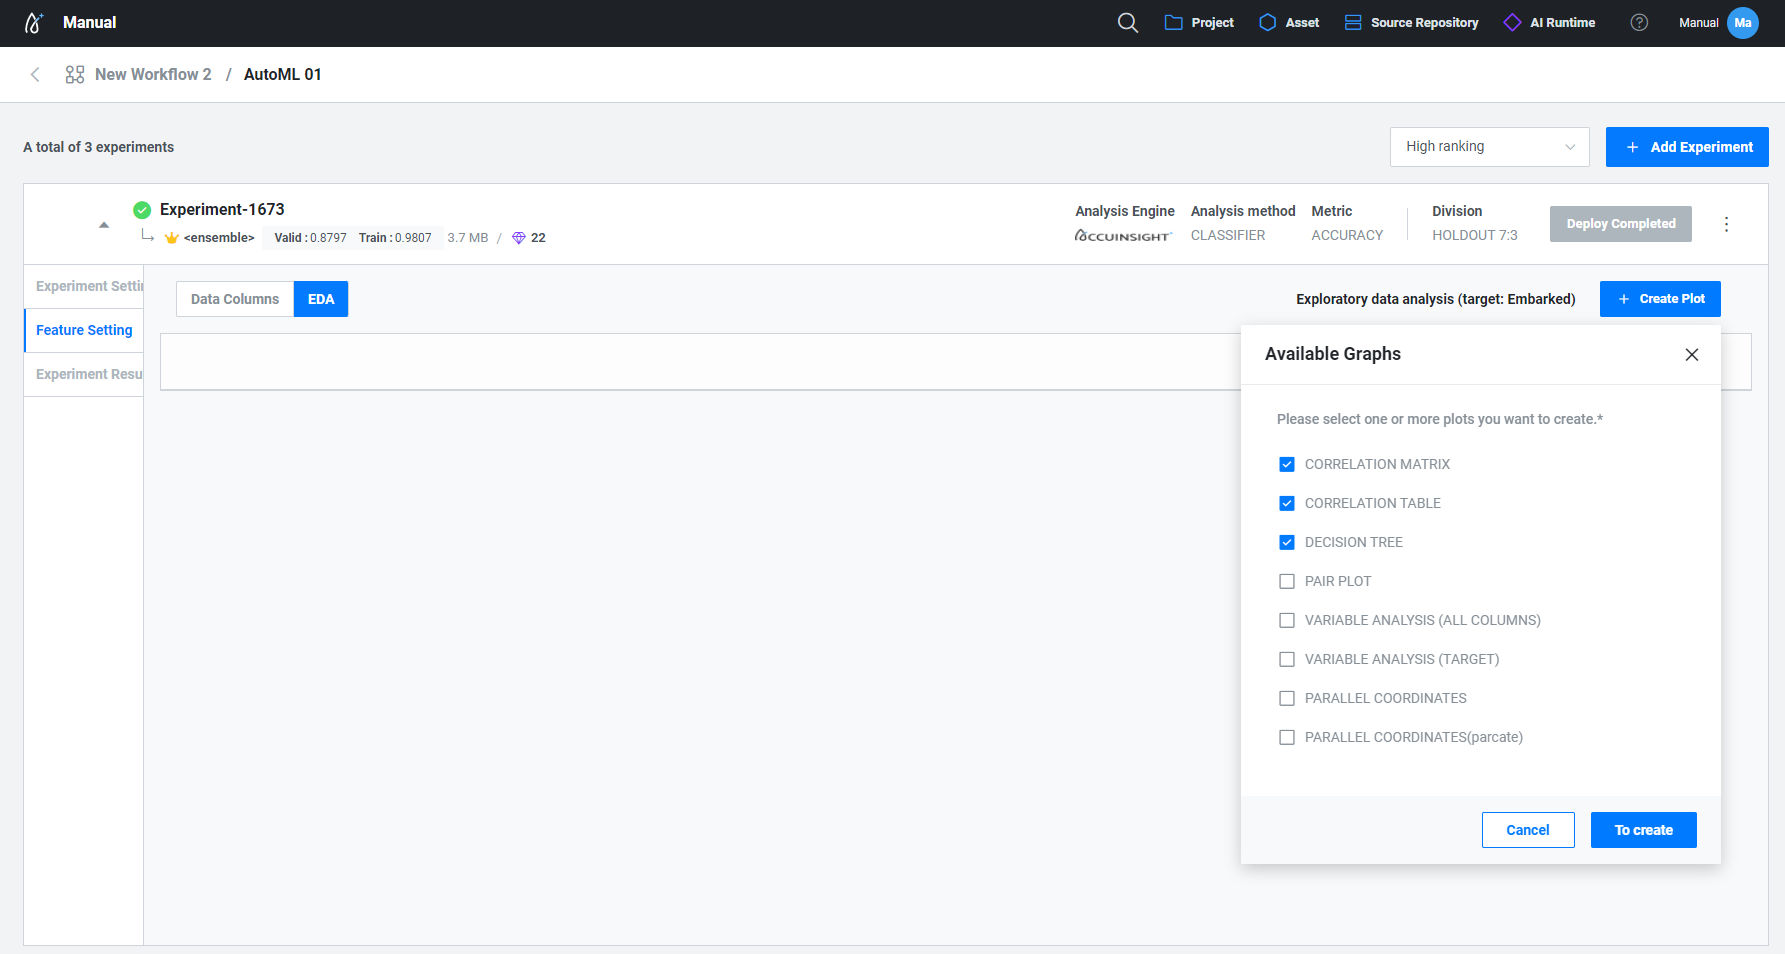 Manual
Project
Asset
Source Repository
AI Runtime
Manual
Ma
New Workflow 2 / AutoML 01
A total of 3 experiments
High ranking
+ Add Experiment
Experiment-1673
<ensemble>
Valid : 0.8797 Train : 0.9807
3.7 MB / 22
Analysis Engine
ACCUINSIGHT+
Analysis method
CLASSIFIER
Metric
ACCURACY
Division
HOLDOUT 7:3
Deploy Completed
Experiment Settin
Feature Setting
Experiment Resu
Data Columns
EDA
Exploratory data analysis (target: Embarked)
+ Create Plot
Available Graphs
Please select one or more plots you want to create.*
CORRELATION MATRIX
CORRELATION TABLE
DECISION TREE
PAIR PLOT
VARIABLE ANALYSIS (ALL COLUMNS)
VARIABLE ANALYSIS (TARGET)
PARALLEL COORDINATES
PARALLEL COORDINATES(parcate)
Cancel
To create